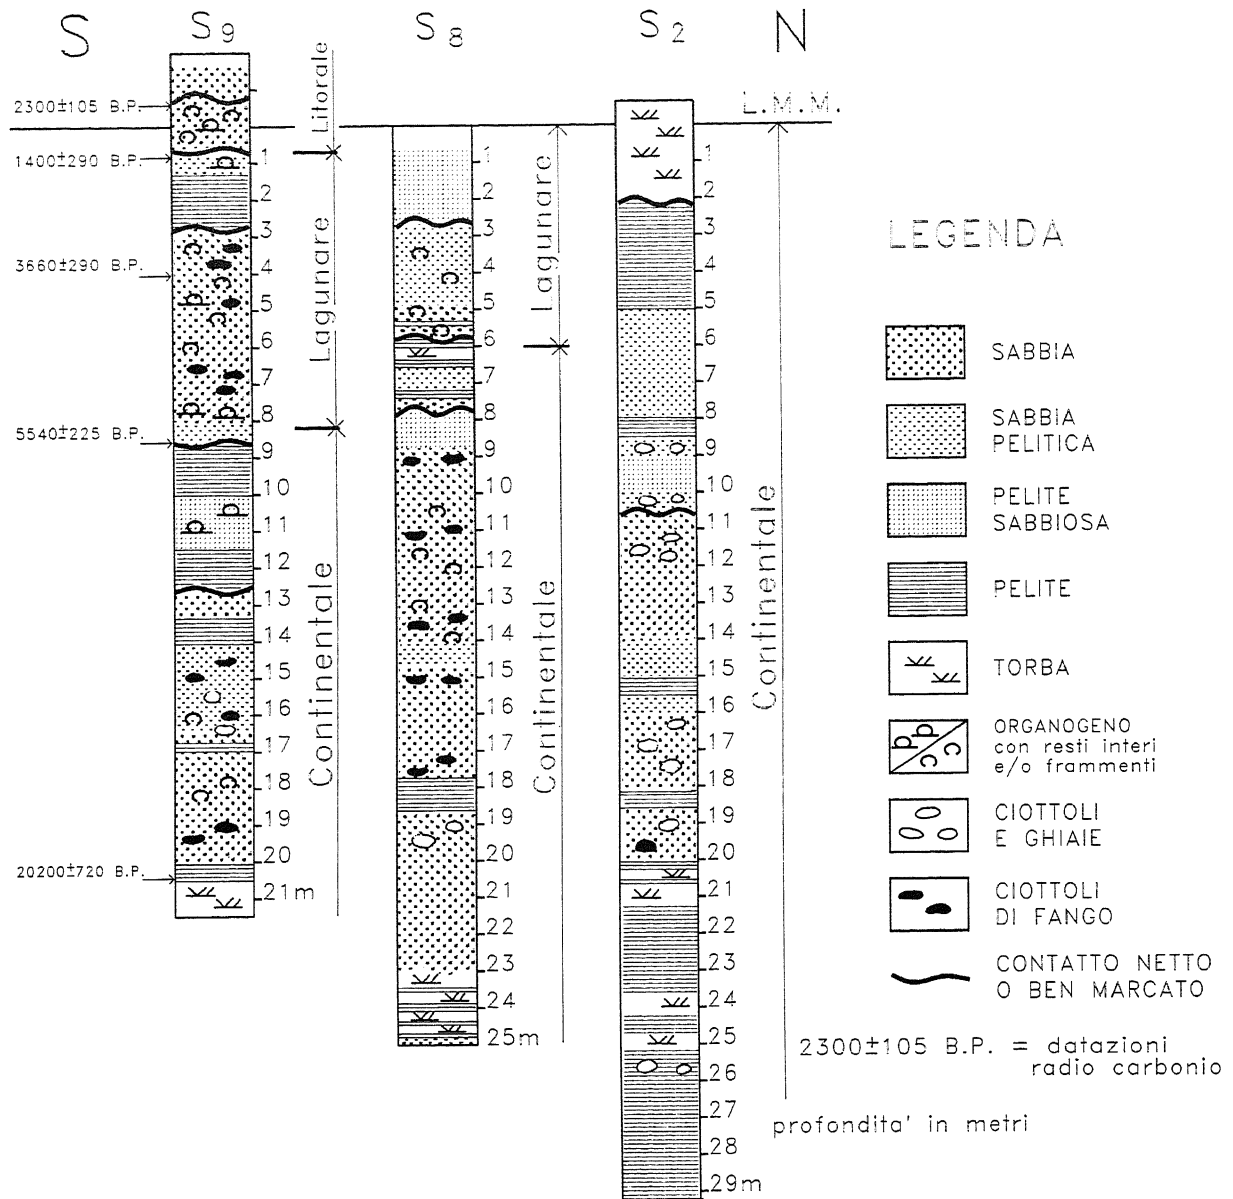 S
S9
S8
S2
N
L.M.M.
2300±105 B.P.
1400±290 B.P.
3660±290 B.P.
5540±225 B.P.
20200±720 B.P.
1
2
3
4
5
6
7
8
9
10
11
12
13
14
15
16
17
18
19
20
21m
Litorale
Lagunare
Continentale
1
2
3
4
5
6
7
8
9
10
11
12
13
14
15
16
17
18
19
20
21
22
23
24
25m
Lagunare
Continentale
1
2
3
4
5
6
7
8
9
10
11
12
13
14
15
16
17
18
19
20
21
22
23
24
25
26
27
28
29m
Continentale
LEGENDA
SABBIA
SABBIA
PELITICA
PELITE
SABBIOSA
PELITE
TORBA
ORGANOGENO
con resti interi
e/o frammenti
CIOTTOLI
E GHIAIE
CIOTTOLI
DI FANGO
CONTATTO NETTO
O BEN MARCATO
2300±105 B.P. = datazioni
radio carbonio
profondita' in metri